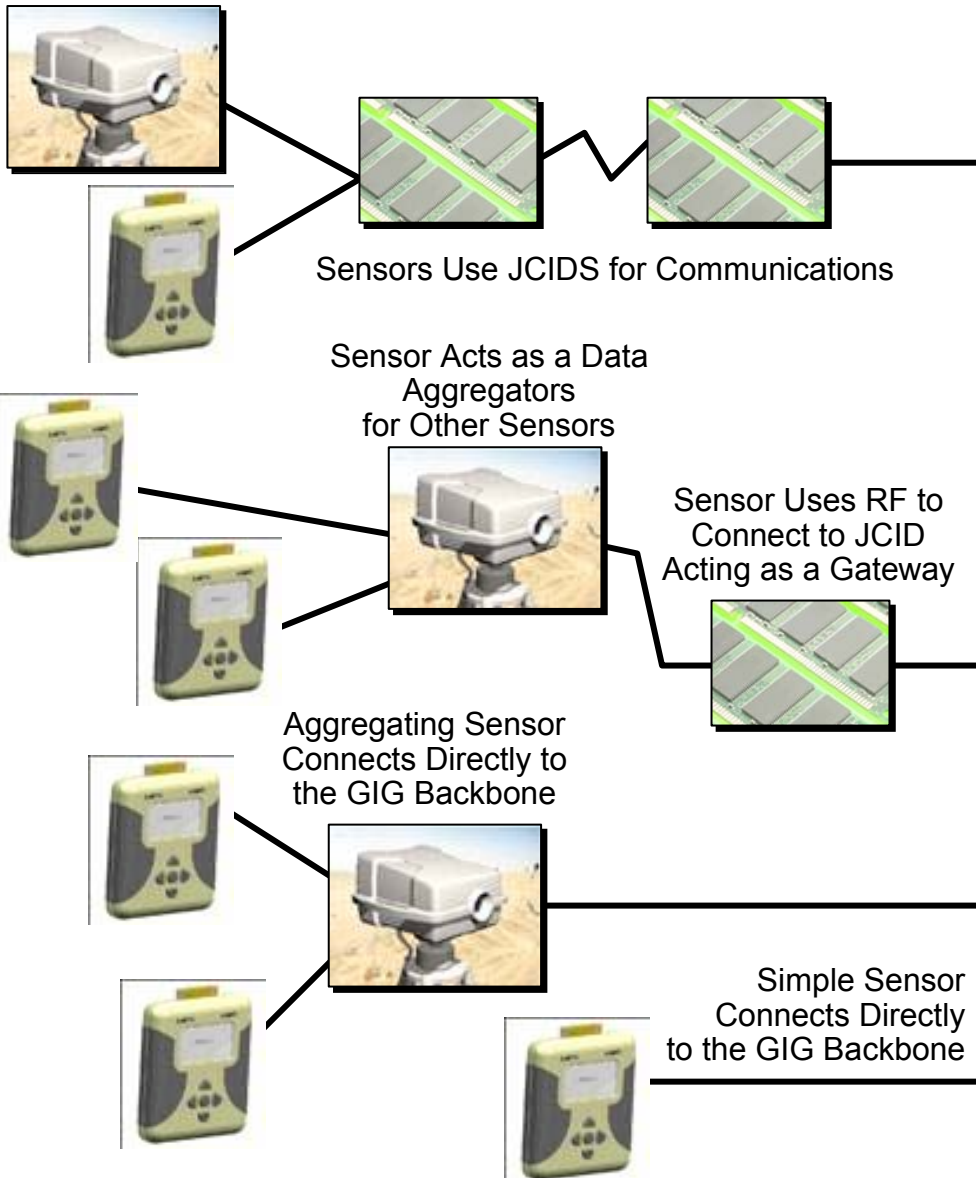 Sensors Use JCIDS for Communications
Sensor Acts as a Data
Aggregators
for Other Sensors
Sensor Uses RF to
Connect to JCID
Acting as a Gateway
Aggregating Sensor
Connects Directly to
the GIG Backbone
Simple Sensor
Connects Directly
to the GIG Backbone